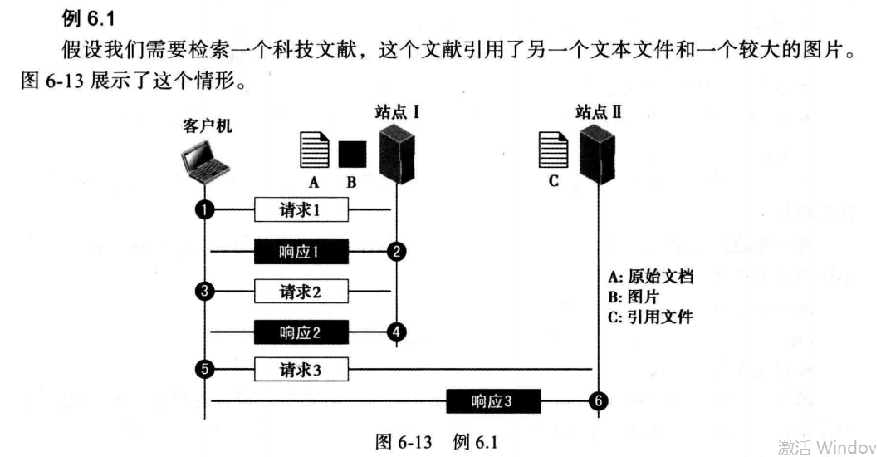 例 6.1
假设我们需要检索一个科技文献，这个文献引用了另一个文本文件和一个较大的图片。
图 6-13 展示了这个情形。
客户机
站点 I
站点 II
A
B
C
1 请求1
响应1 2
3 请求2
响应2 4
5 请求3
响应3 6
A: 原始文档
B: 图片
C: 引用文件
图 6-13 例 6.1
激活 Window